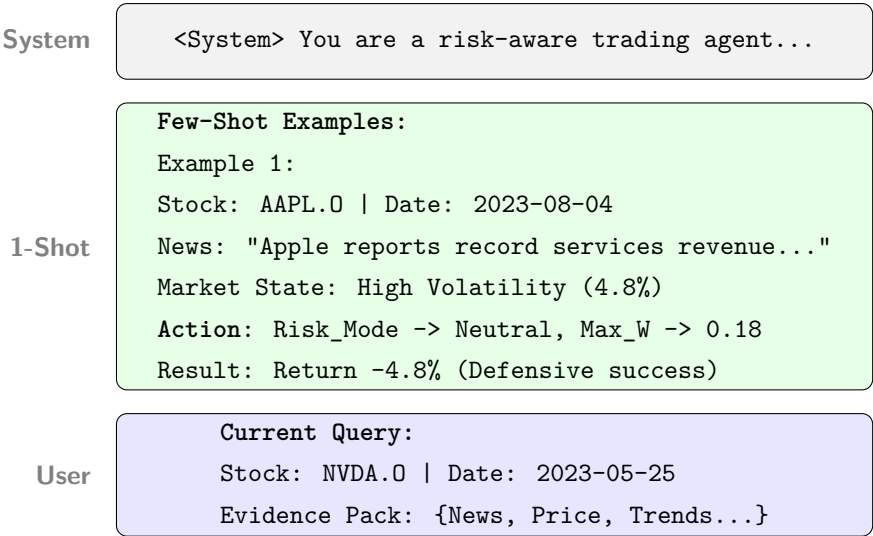 System
<System> You are a risk-aware trading agent...
Few-Shot Examples:
Example 1:
Stock: AAPL.O | Date: 2023-08-04
1-Shot
News: "Apple reports record services revenue..."
Market State: High Volatility (4.8%)
Action: Risk_Mode -> Neutral, Max_W -> 0.18
Result: Return -4.8% (Defensive success)
Current Query:
User
Stock: NVDA.O | Date: 2023-05-25
Evidence Pack: {News, Price, Trends...}